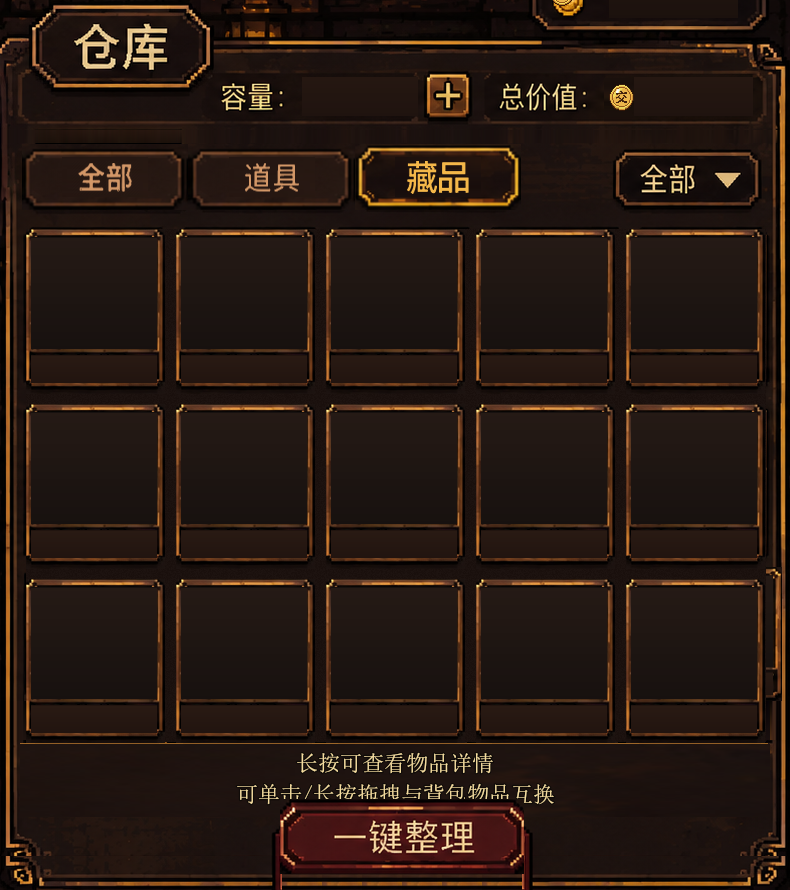 仓库
容量：
总价值： 交
全部 道具 藏品 全部
长按可查看物品详情
可单击/长按拖拽与背包物品互换
一键整理